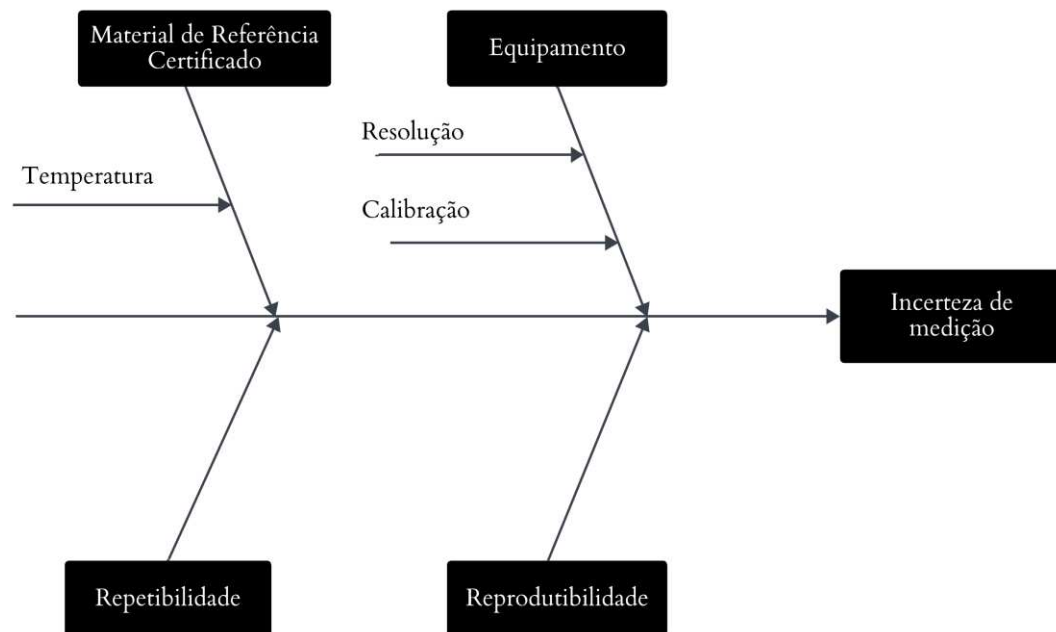 Material de Referência
Certificado
Equipamento
Resolução
Temperatura
Calibração
Incerteza de
medição
Repetibilidade
Reprodutibilidade